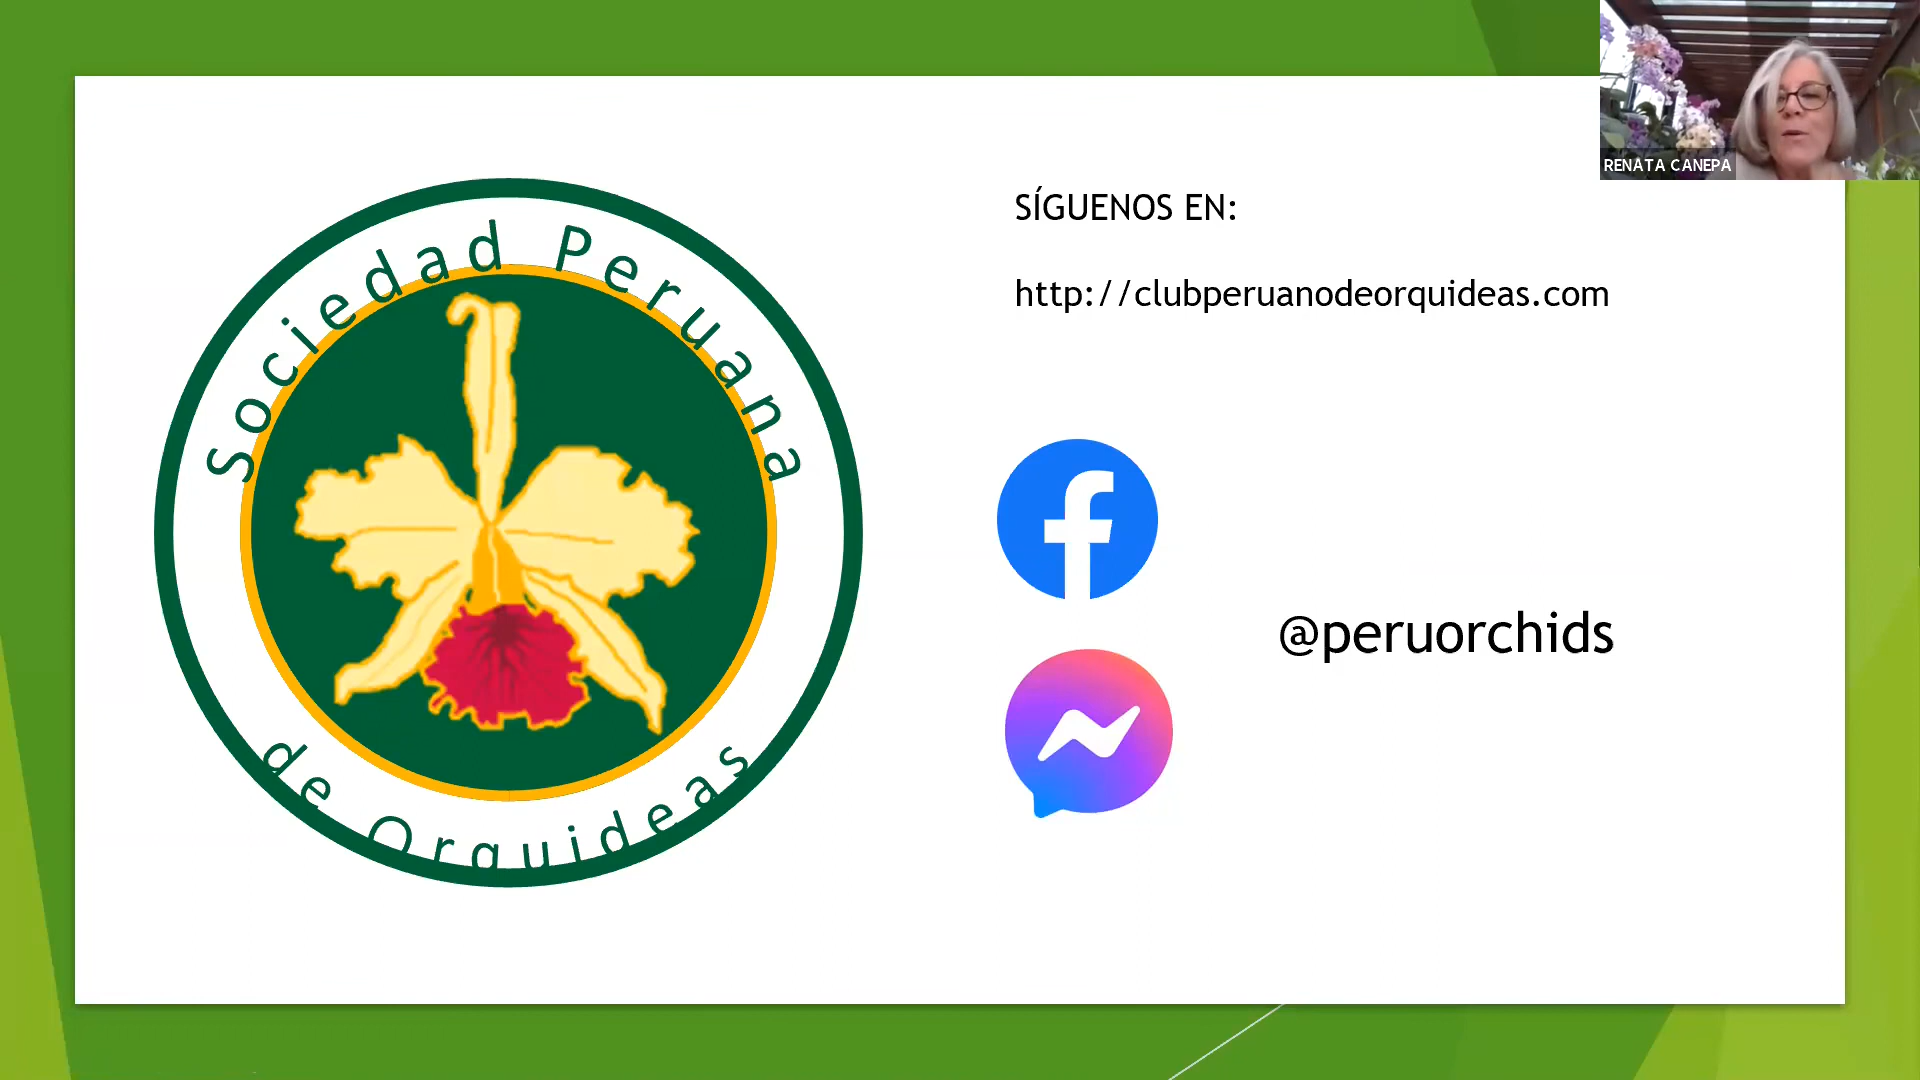 Sociedad Peruana
de Orquideas
SÍGUENOS EN:
http://clubperuanodeorquideas.com
@peruorchids
RENATA CANEPA